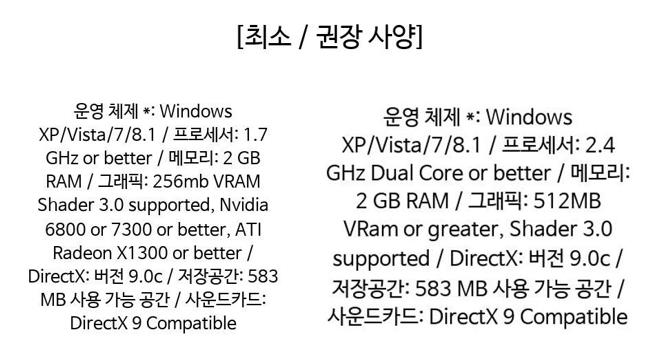 [최소 / 권장 사양]
운영 체제 *: Windows
XP/Vista/7/8.1 / 프로세서: 1.7
GHz or better / 메모리: 2 GB
RAM / 그래픽: 256mb VRAM
Shader 3.0 supported, Nvidia
6800 or 7300 or better, ATI
Radeon X1300 or better /
DirectX: 버전 9.0c / 저장공간: 583
MB 사용 가능 공간 / 사운드카드:
DirectX 9 Compatible
운영 체제 *: Windows
XP/Vista/7/8.1 / 프로세서: 2.4
GHz Dual Core or better / 메모리:
2 GB RAM / 그래픽: 512MB
VRam or greater, Shader 3.0
supported / DirectX: 버전 9.0c /
저장공간: 583 MB 사용 가능 공간 /
사운드카드: DirectX 9 Compatible